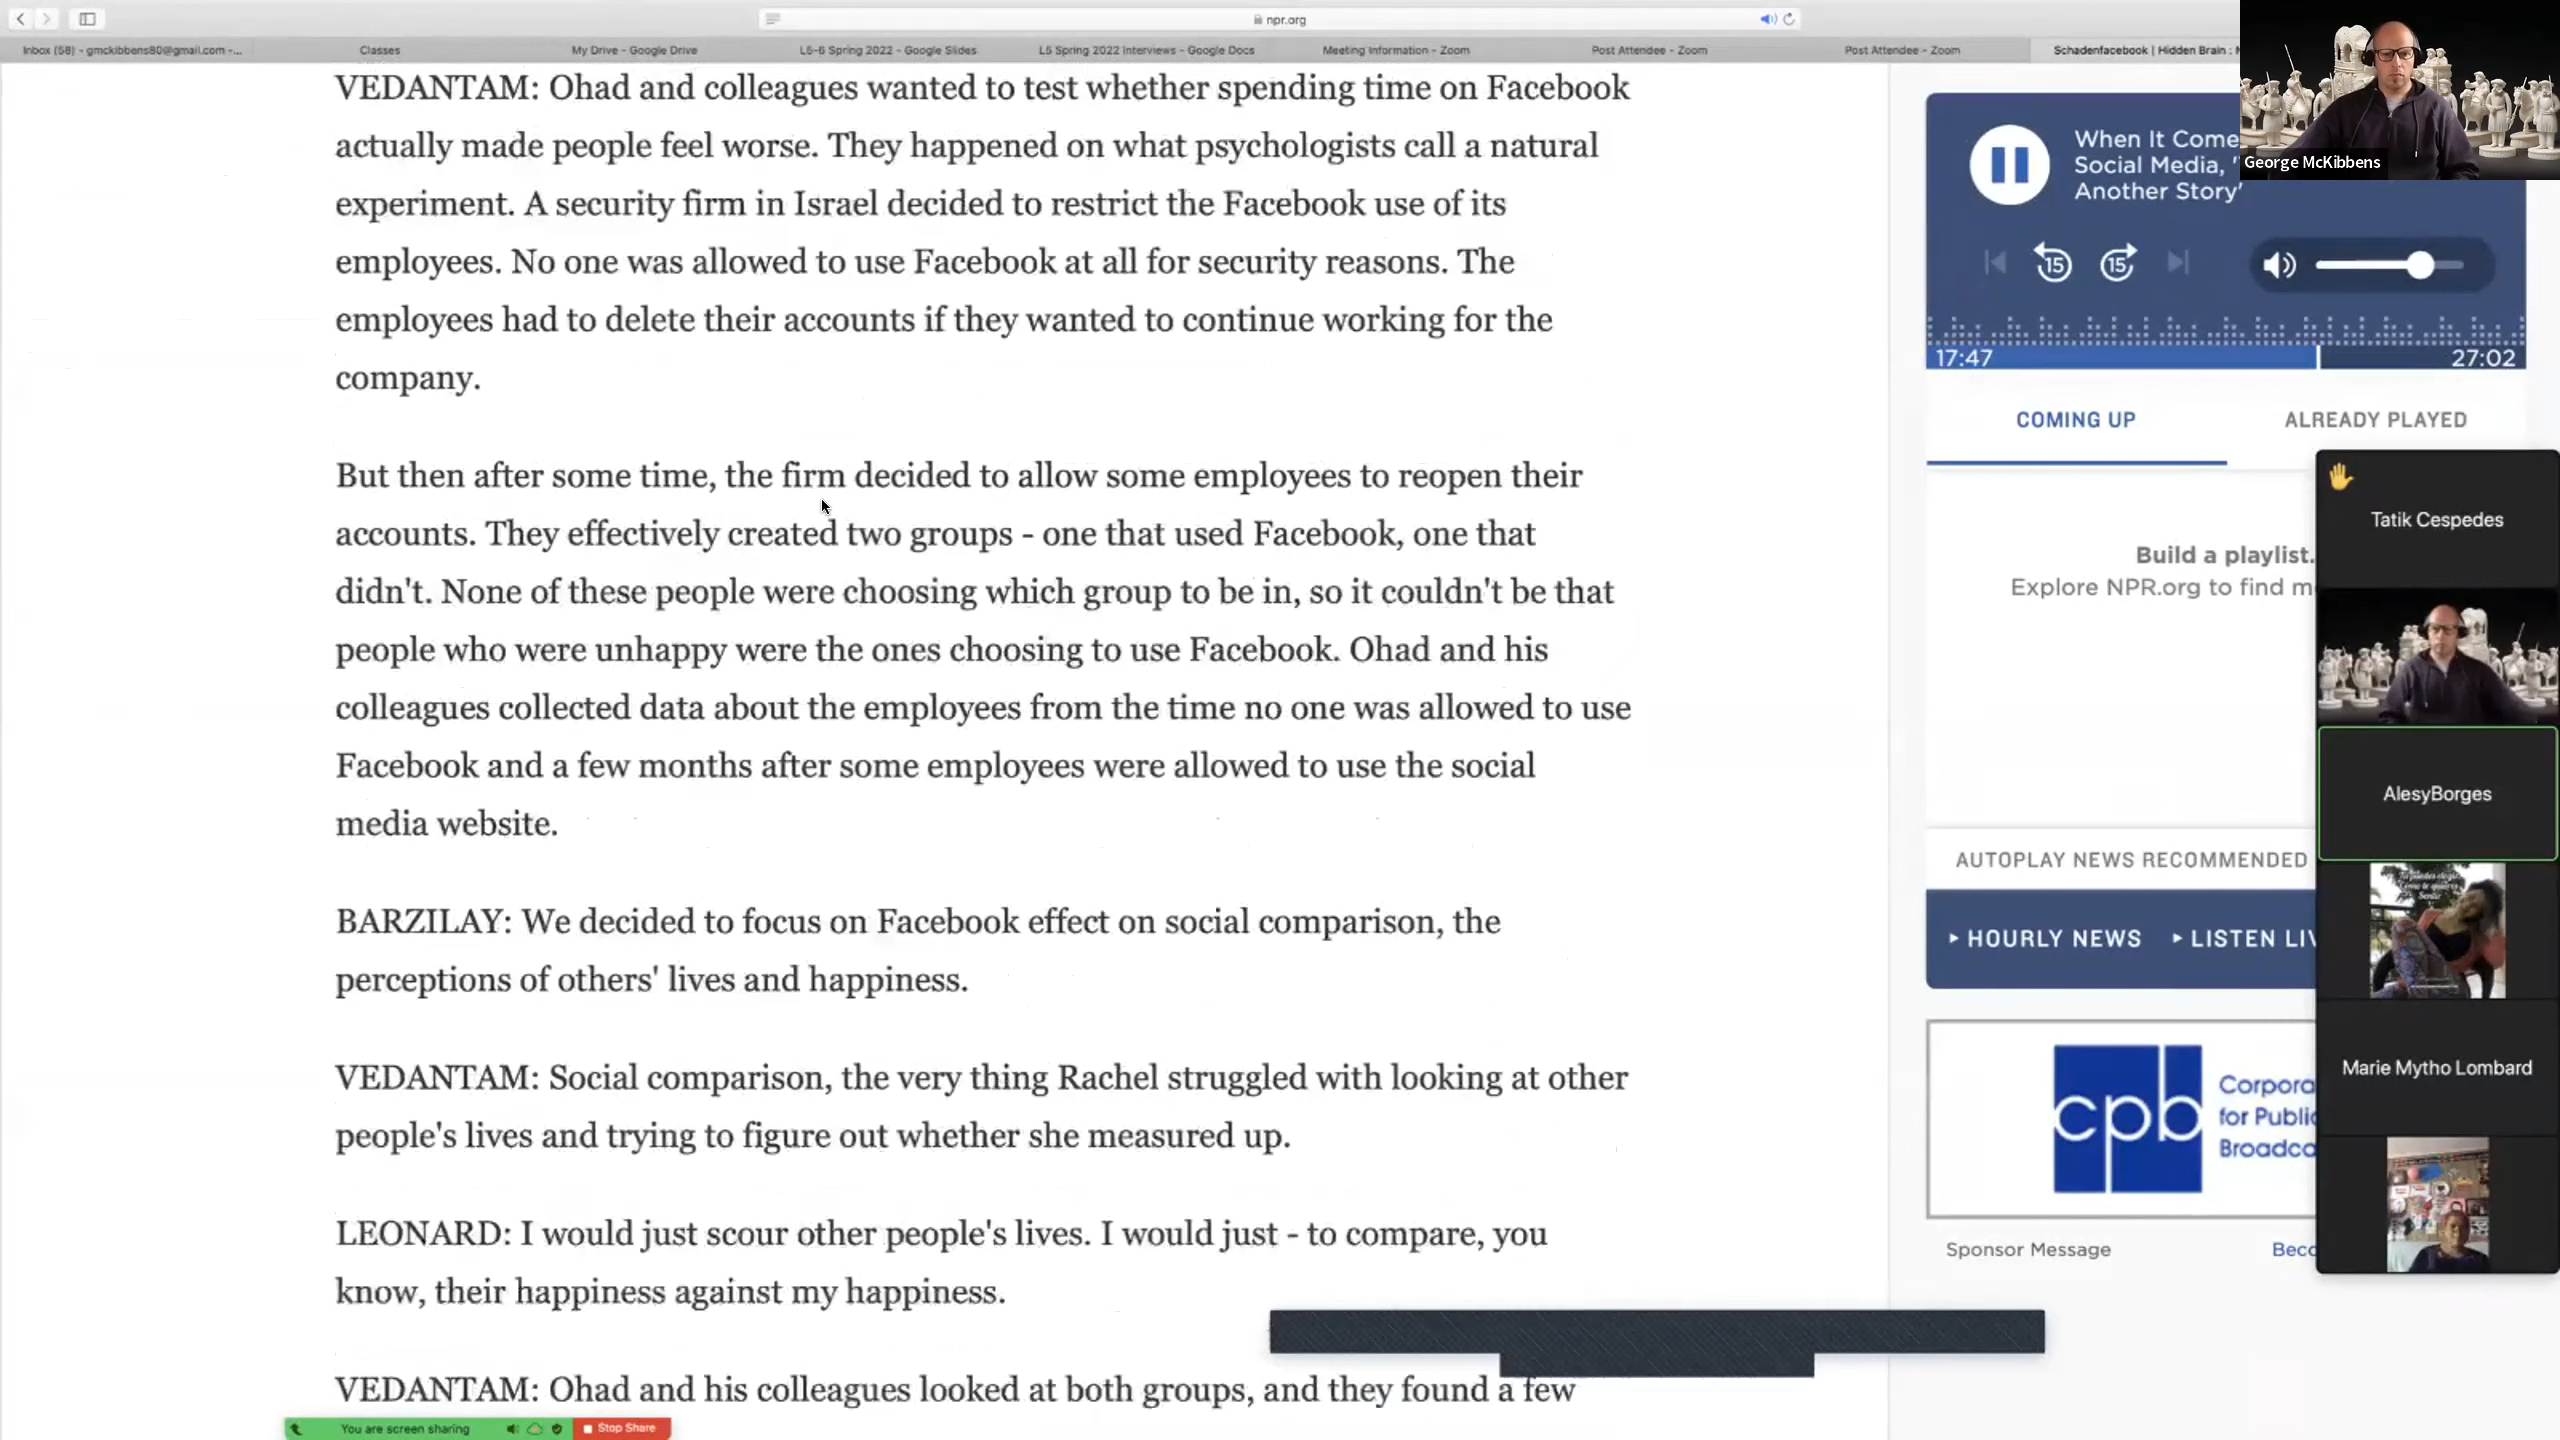 npr.org
Inbox (58) - gmckibbens80@gmail.com -...
Classes
My Drive - Google Drive
L5-6 Spring 2022 - Google Slides
L5 Spring 2022 Interviews - Google Docs
Meeting Information - Zoom
Post Attendee - Zoom
Post Attendee - Zoom
Schadenfacebook | Hidden Brain :
VEDANTAM: Ohad and colleagues wanted to test whether spending time on Facebook
actually made people feel worse. They happened on what psychologists call a natural
experiment. A security firm in Israel decided to restrict the Facebook use of its
employees. No one was allowed to use Facebook at all for security reasons. The
employees had to delete their accounts if they wanted to continue working for the
company.
But then after some time, the firm decided to allow some employees to reopen their
accounts. They effectively created two groups - one that used Facebook, one that
didn't. None of these people were choosing which group to be in, so it couldn't be that
people who were unhappy were the ones choosing to use Facebook. Ohad and his
colleagues collected data about the employees from the time no one was allowed to use
Facebook and a few months after some employees were allowed to use the social
media website.
BARZILAY: We decided to focus on Facebook effect on social comparison, the
perceptions of others' lives and happiness.
VEDANTAM: Social comparison, the very thing Rachel struggled with looking at other
people's lives and trying to figure out whether she measured up.
LEONARD: I would just scour other people's lives. I would just - to compare, you
know, their happiness against my happiness.
VEDANTAM: Ohad and his colleagues looked at both groups, and they found a few
You are screen sharing
Stop Share
George McKibbens
When It Come
Social Media, '
Another Story'
15
15
17:47
27:02
COMING UP
ALREADY PLAYED
Build a playlist.
Explore NPR.org to find m
AUTOPLAY NEWS RECOMMENDED
HOURLY NEWS
LISTEN LIV
cpb
Corpora
for Public
Broadca
Sponsor Message
Beco
Tatik Cespedes
AlesyBorges
Marie Mytho Lombard